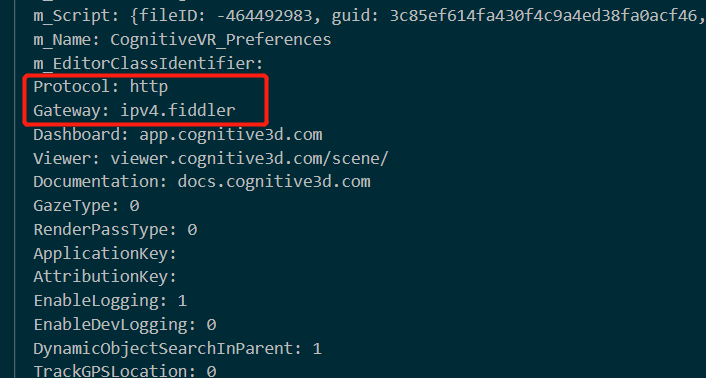 m_Script: {fileID: -464492983, guid: 3c85ef614fa430f4c9a4ed38fa0acf46,
m_Name: CognitiveVR_Preferences
m_EditorClassIdentifier:
Protocol: http
Gateway: ipv4.fiddler
Dashboard: app.cognitive3d.com
Viewer: viewer.cognitive3d.com/scene/
Documentation: docs.cognitive3d.com
GazeType: 0
RenderPassType: 0
ApplicationKey:
AttributionKey:
EnableLogging: 1
EnableDevLogging: 0
DynamicObjectSearchInParent: 1
TrackGPSLocation: 0